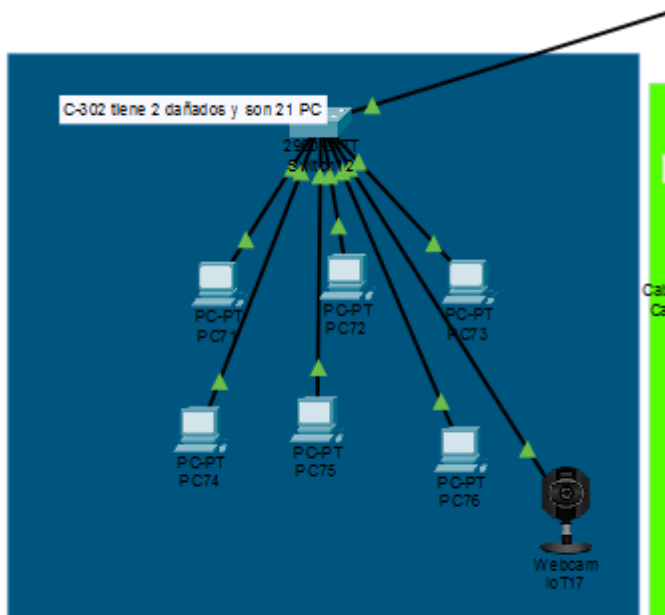 C-302 tiene 2 dañados y son 21 PC
PC-PT
PC71
PC-PT
PC72
PC-PT
PC73
PC-PT
PC74
PC-PT
PC75
PC-PT
PC76
Webcam
IoT17